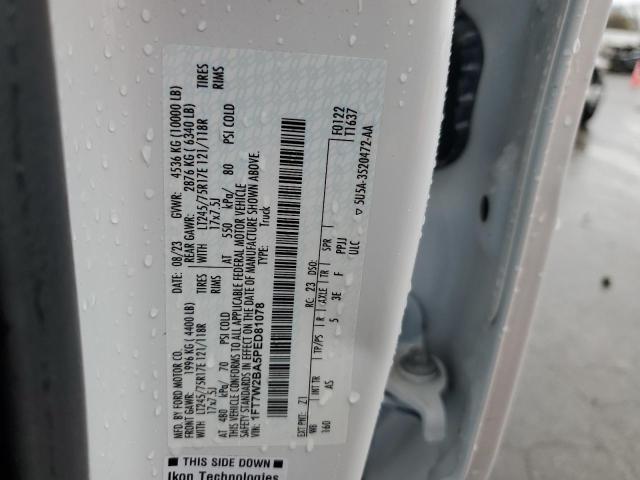 MFD. BY FORD MOTOR CO.
DATE: 08/23 GVWR: 4536 KG (10000 LB)
FRONT GAWR: 1996 KG (4400 LB) REAR GAWR: 2876 KG (6340 LB)
WITH LT245/75R17E 121/118R TIRES WITH LT245/75R17E 121/118R TIRES
17x7.5J RIMS 17x7.5J RIMS
AT 480 kPa/ 70 PSI COLD AT 550 kPa/ 80 PSI COLD
THIS VEHICLE CONFORMS TO ALL APPLICABLE FEDERAL MOTOR VEHICLE
SAFETY STANDARDS IN EFFECT ON THE DATE OF MANUFACTURE SHOWN ABOVE.
VIN: 1FT7W2BA5PED81078 TYPE: Truck
F0122
T1637
EXT PNT: Z1 RC: 23 DSO:
WB INT TR TP/PS R AXLE TR SPR
160 AS 5 3E F PPJJ
ULC
5U5A-3S20472-AA
THIS SIDE DOWN
Ikon Technologies